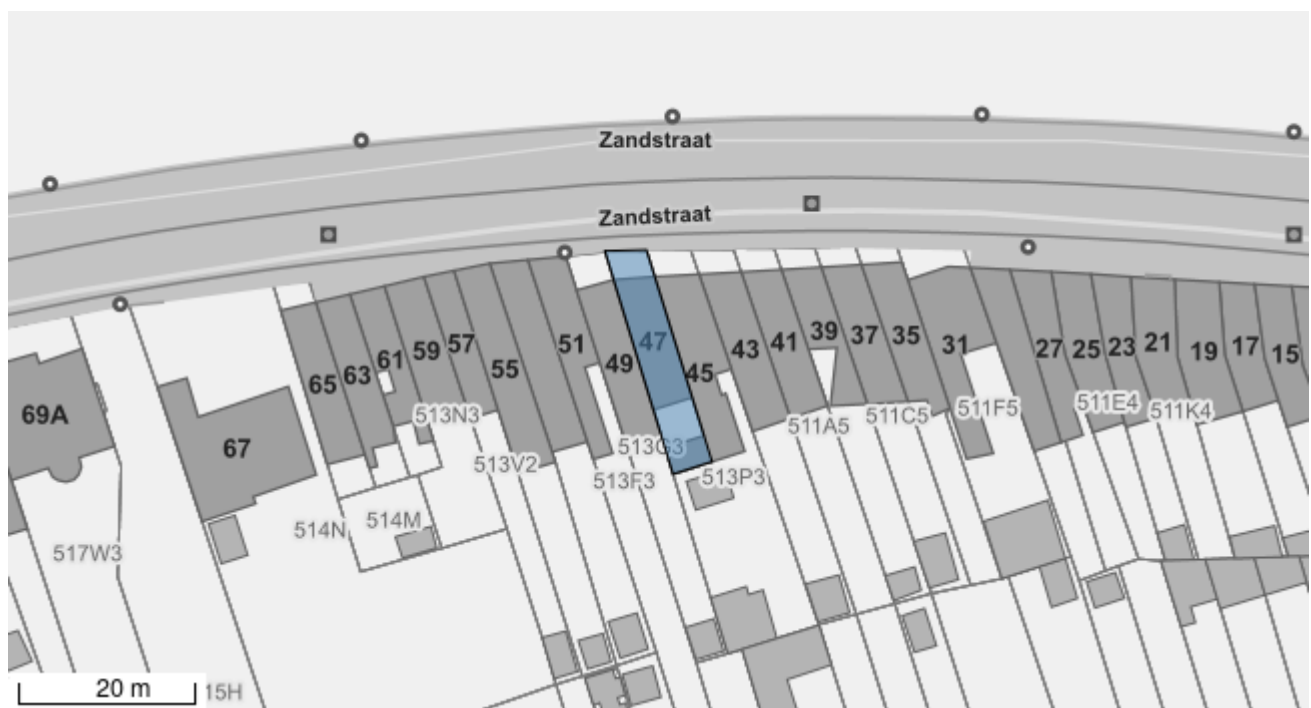 Zandstraat
Zandstraat
51
47
39
37
35
31
27
25
23
21
19
17
15
65
63
61
59
57
55
49
45
43
41
69A
67
513N3
513V2
513G3
513F3
513P3
511A5
511C5
511F5
511E4
511K4
514N
514M
517W3
20 m
15H